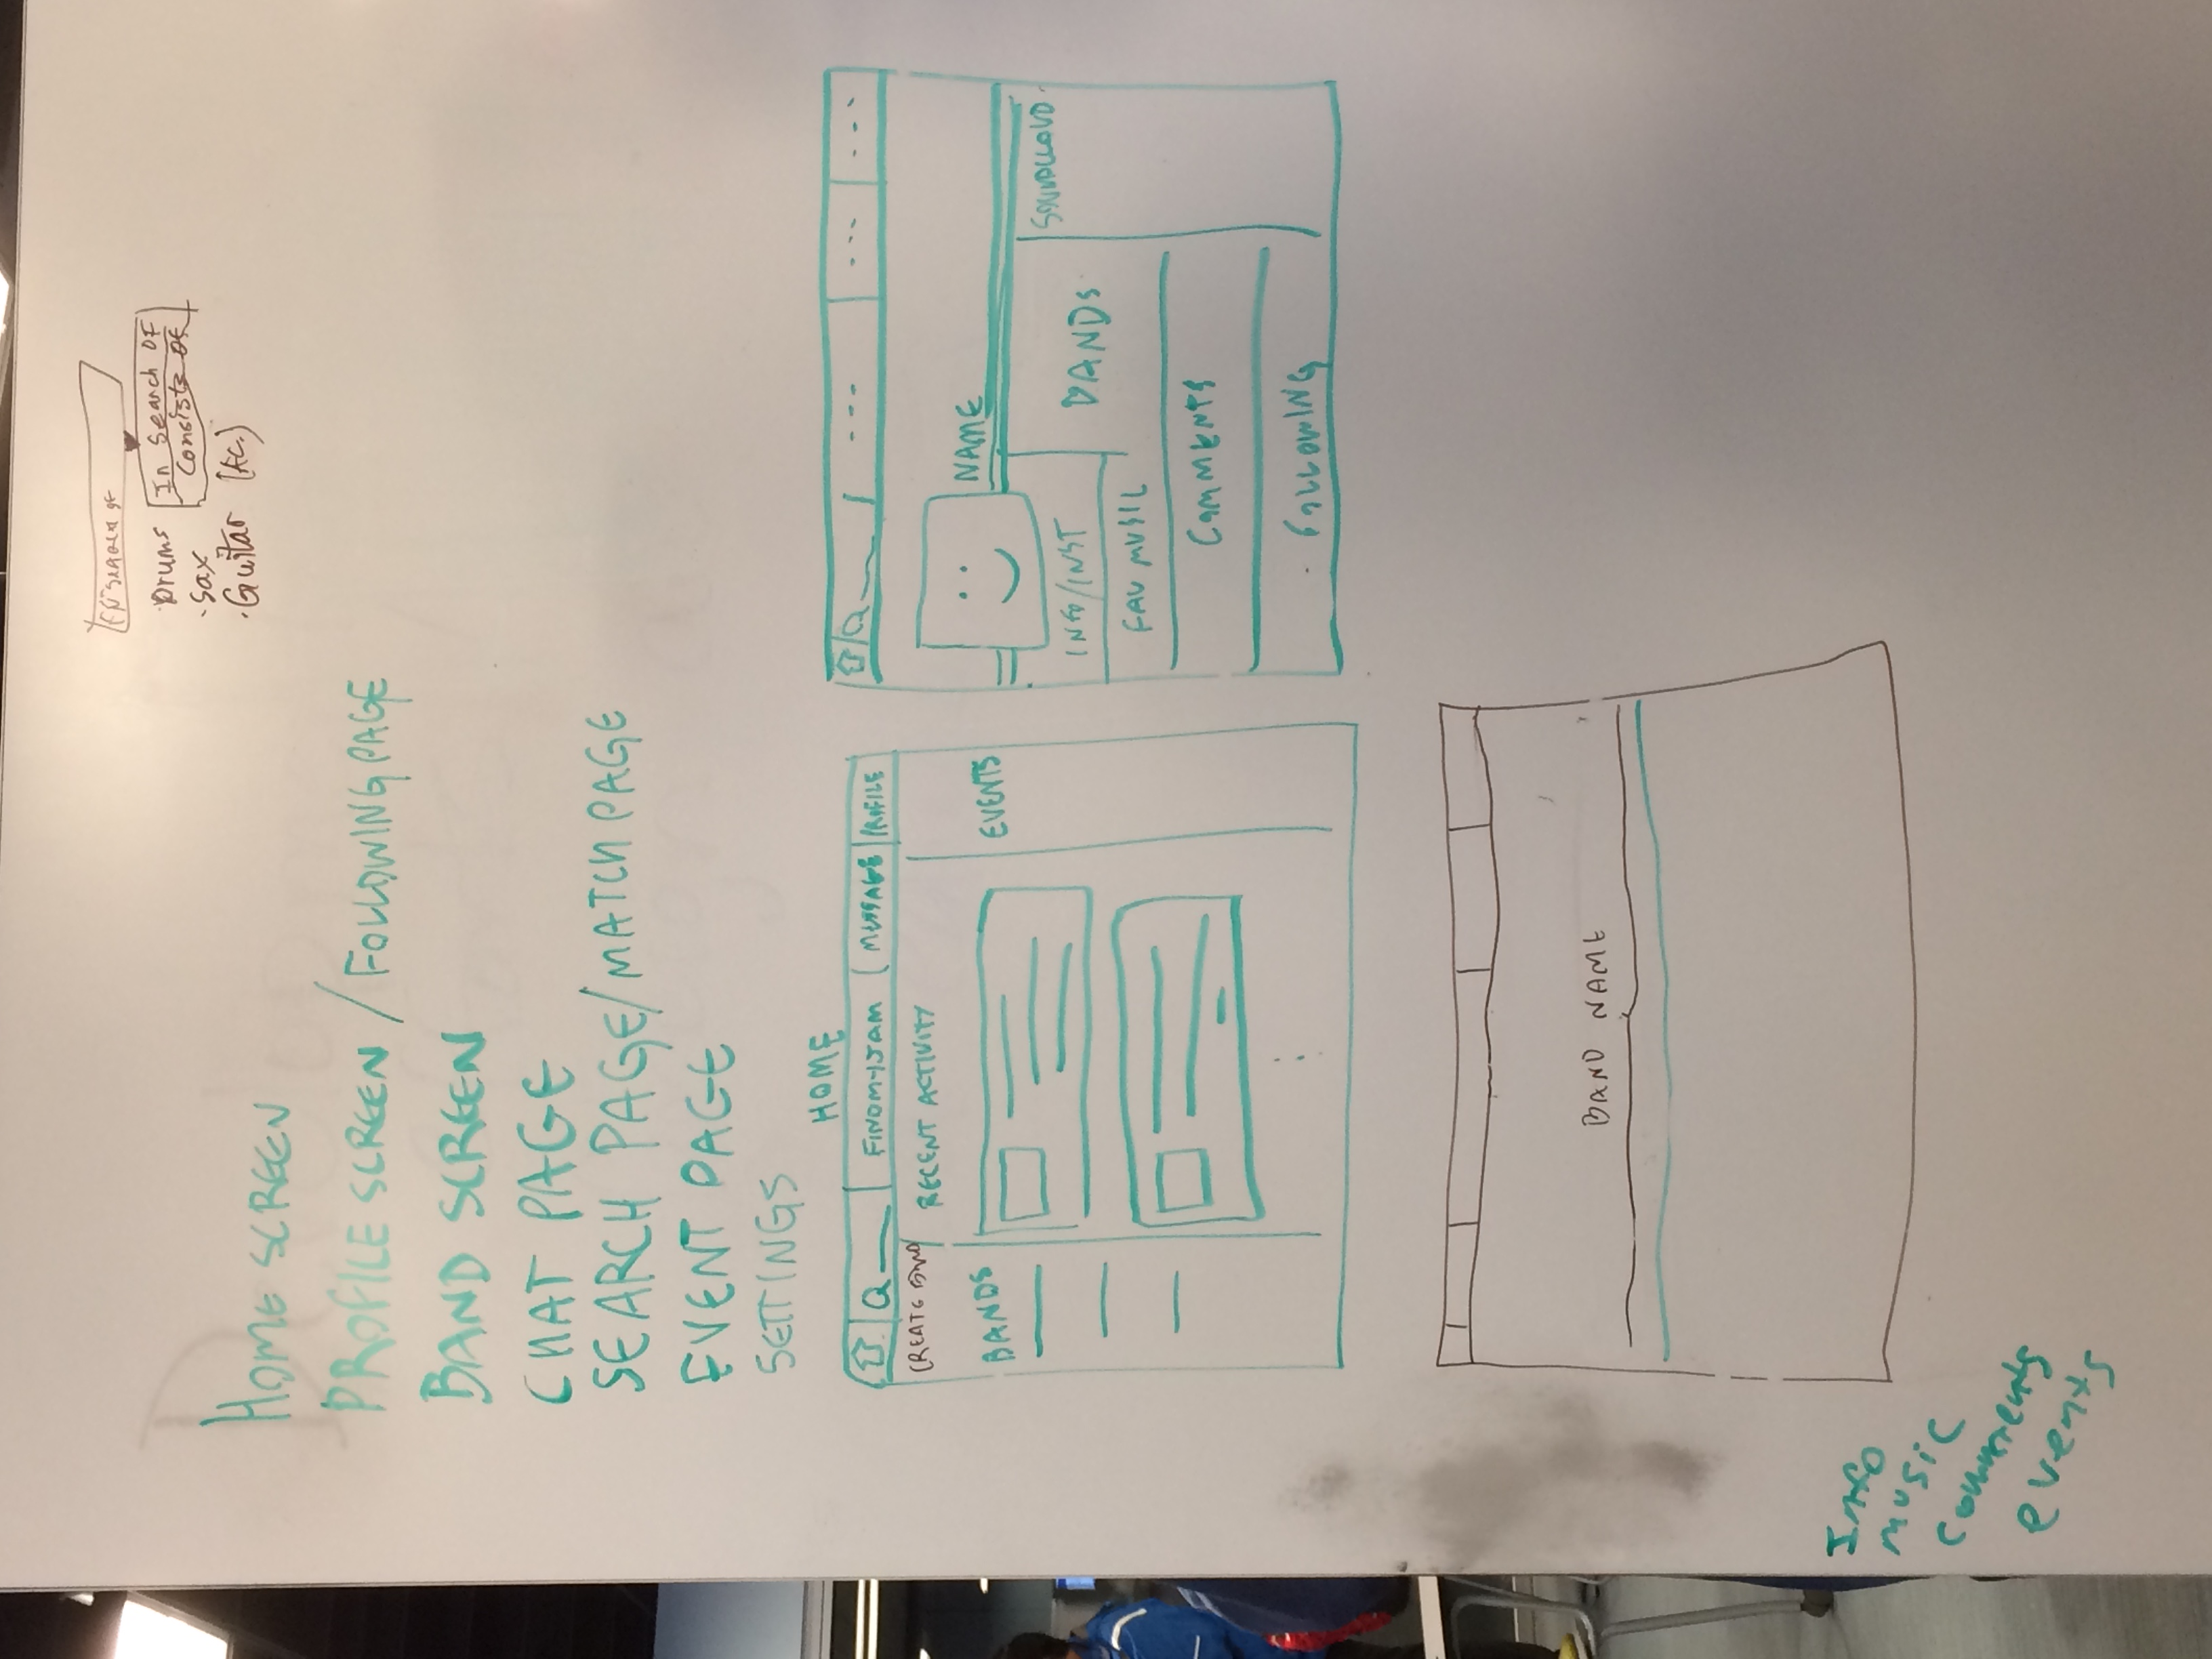 In Search of
Drums
In Search OF
Consists Of
·Sax
·Guitar (Ac.)
HOME SCREEN
PROFILE SCREEN / FOLLOWING PAGE
BAND SCREEN
CHAT PAGE
SEARCH PAGE/MATCH PAGE
EVENT PAGE
SETTINGS
HOME
FINDMYJAM
MESSAGE
PROFILE
CREATE BAND
RECENT ACTIVITY
BANDS
EVENTS
- - -
- - -
- - -
NAME
INFO/INST
BANDS
SOUNDCLOUD
FAV MUSIC
COMMENTS
FOLLOWING
BAND NAME
Info
music
comments
events